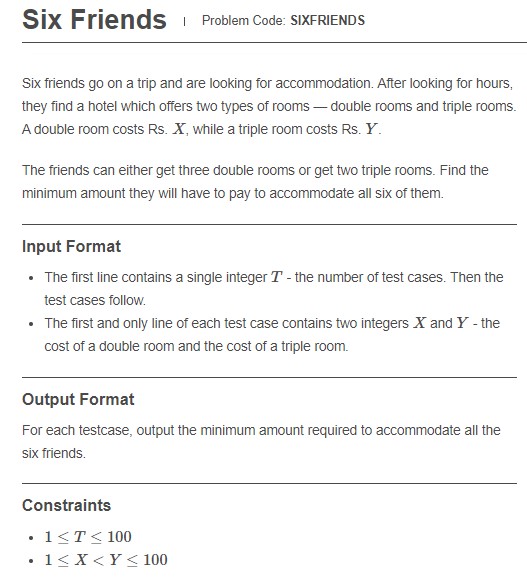 Six Friends | Problem Code: SIXFRIENDS
Six friends go on a trip and are looking for accommodation. After looking for hours,
they find a hotel which offers two types of rooms — double rooms and triple rooms.
A double room costs Rs. X, while a triple room costs Rs. Y.
The friends can either get three double rooms or get two triple rooms. Find the
minimum amount they will have to pay to accommodate all six of them.
Input Format
• The first line contains a single integer T - the number of test cases. Then the
test cases follow.
• The first and only line of each test case contains two integers X and Y - the
cost of a double room and the cost of a triple room.
Output Format
For each testcase, output the minimum amount required to accommodate all the
six friends.
Constraints
• 1 ≤ T ≤ 100
• 1 ≤ X < Y ≤ 100